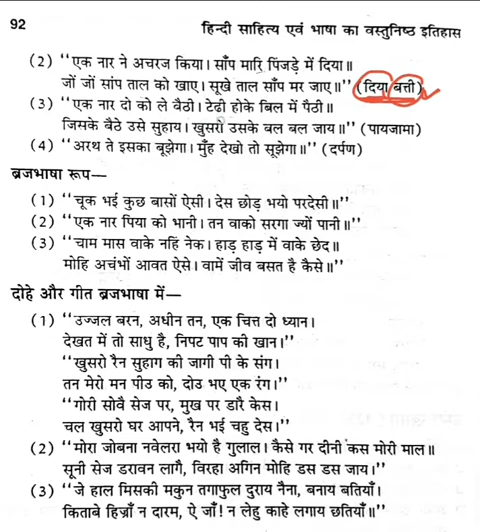 92
हिन्दी साहित्य एवं भाषा का वस्तुनिष्ठ इतिहास
(2) ‘‘एक नार ने अचरज किया। साँप मारि पिंजड़े में दिया॥
जों जों सांप ताल को खाए। सूखे ताल साँप मर जाए॥’’ (दिया बत्ती)
(3) ‘‘एक नार दो को ले बैठी। टेढी होके बिल में पैठी॥
जिसके बैठे उसे सुहाय। खुसरो उसके बल बल जाय॥’’ (पायजामा)
(4) ‘‘अरथ ते इसका बूझेगा। मुँह देखो तो सूझेगा॥’’ (दर्पण)
ब्रजभाषा रूप—
(1) ‘‘चूक भई कुछ बासों ऐसी। देस छोड़ भयो परदेसी॥’’
(2) ‘‘एक नार पिया को भानी। तन वाको सरगा ज्यों पानी॥’’
(3) ‘‘चाम मास वाके नहिं नेक। हाड़ हाड़ में वाके छेद॥
मोहि अचंभों आवत ऐसे। वामें जीव बसत है कैसे॥’’
दोहे और गीत ब्रजभाषा में—
(1) ‘‘उज्जल बरन, अधीन तन, एक चित्त दो ध्यान।
देखत में तो साधु है, निपट पाप की खान।’’
‘‘खुसरो रैन सुहाग की जागी पी के संग।
तन मेरो मन पीउ को, दोउ भए एक रंग।’’
‘‘गोरी सोवै सेज पर, मुख पर डारै केस।
चल खुसरो घर आपने, रैन भई चहु देस।’’
(2) ‘‘मोरा जोबना नवेलरा भयो है गुलाल। कैसे गर दीनी कस मोरी माल॥
सूनी सेज डरावन लागै, विरहा अगिन मोहि डस डस जाय।’’
(3) ‘‘जे हाल मिसकी मकुन तगाफुल दुराय नैना, बनाय बतियाँ।
किताबे हिज्राँ न दारम, ऐ जाँ! न लेहु काहे लगाय छतियाँ॥’’